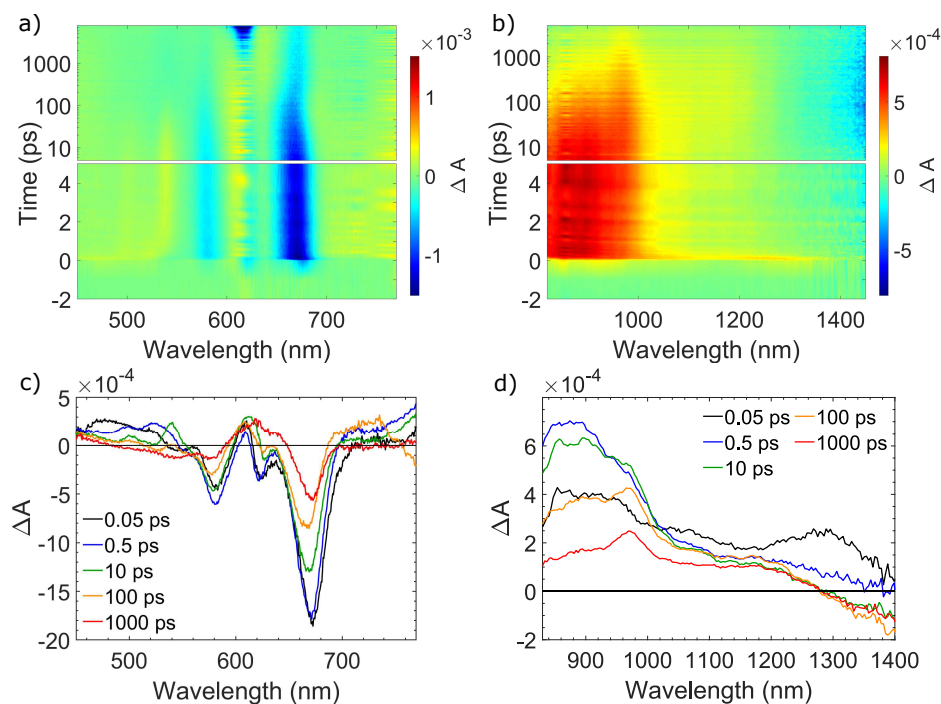 a)
×10⁻³
1000
100
10
4
2
0
-2
Time (ps)
500
600
700
Wavelength (nm)
1
0
-1
Δ A
b)
×10⁻⁴
1000
100
10
4
2
0
-2
Time (ps)
1000
1200
1400
Wavelength (nm)
5
0
-5
Δ A
c)
×10⁻⁴
5
0
-5
-10
-15
-20
ΔA
0.05 ps
0.5 ps
10 ps
100 ps
1000 ps
500
600
700
Wavelength (nm)
d)
×10⁻⁴
8
6
4
2
0
-2
ΔA
0.05 ps
0.5 ps
10 ps
100 ps
1000 ps
900
1000
1100
1200
1300
1400
Wavelength (nm)